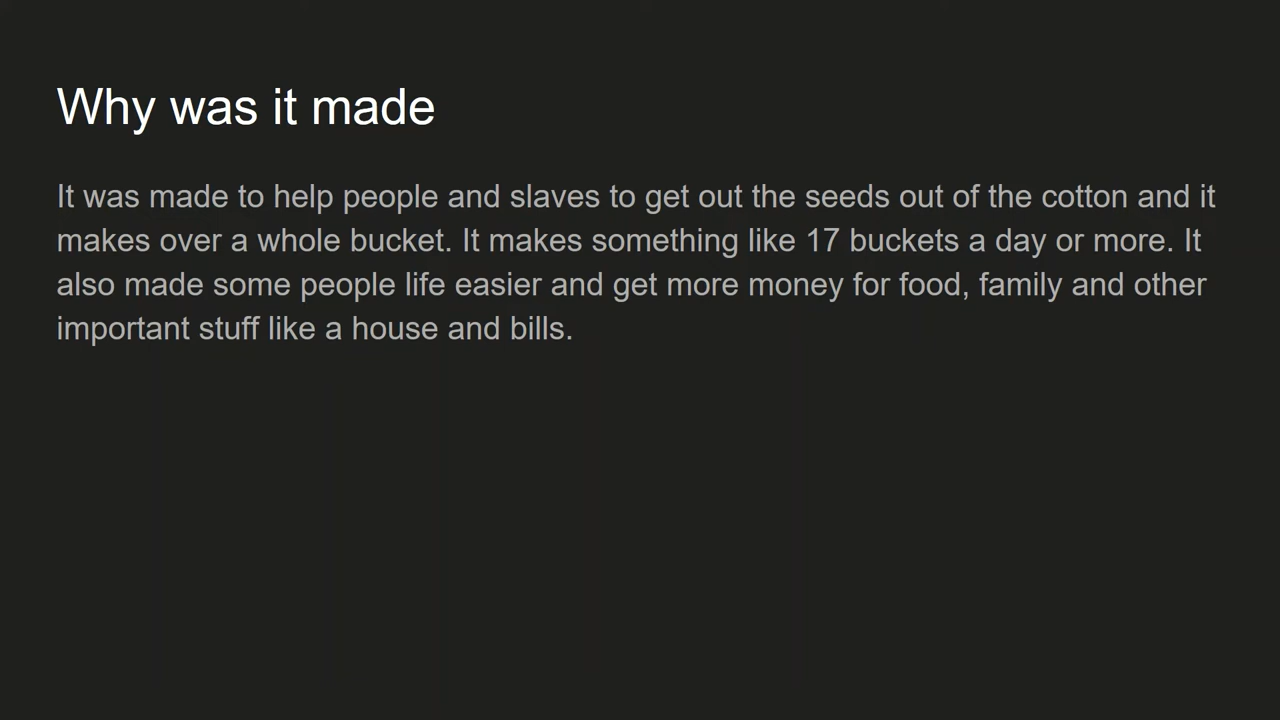 Why was it made
It was made to help people and slaves to get out the seeds out of the cotton and it
makes over a whole bucket. It makes something like 17 buckets a day or more. It
also made some people life easier and get more money for food, family and other
important stuff like a house and bills.